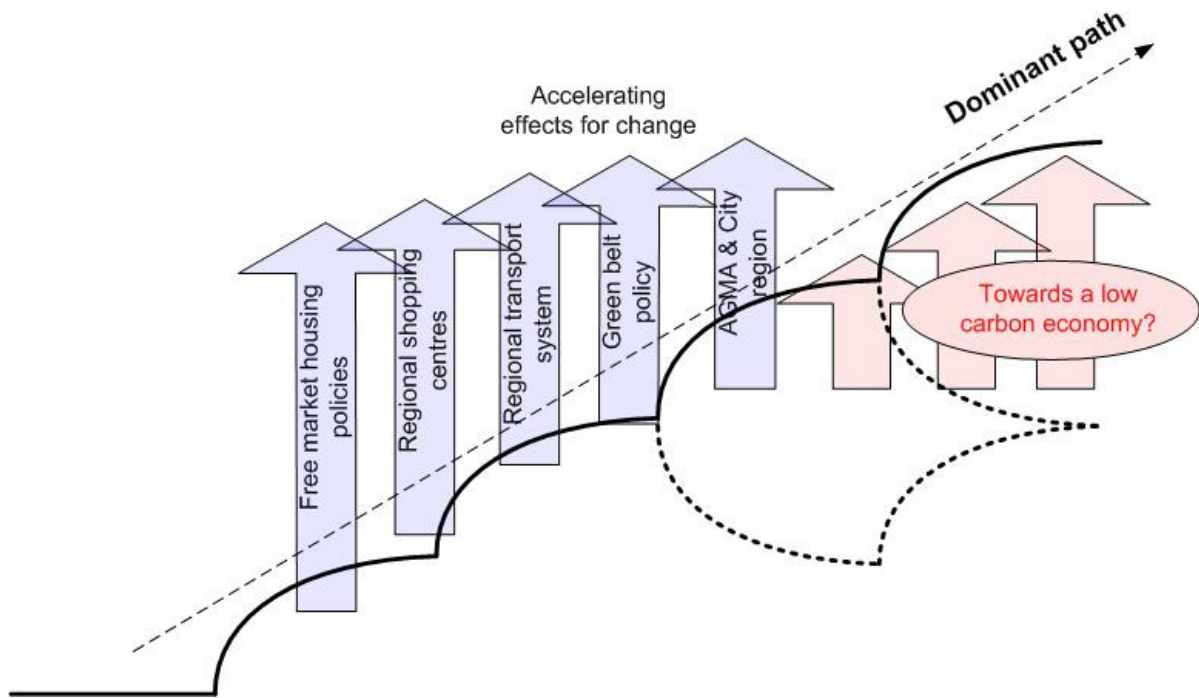 Dominant path
Accelerating
effects for change
Free market housing
policies
Regional shopping
centres
Regional transport
system
Green belt
policy
AGMA & City
region
Towards a low
carbon economy?